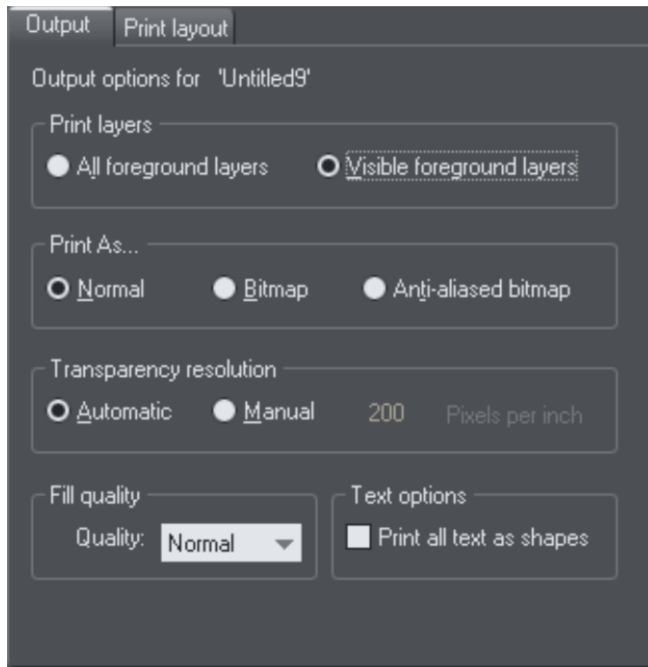 Output Print layout
Output options for 'Untitled9'
Print layers
All foreground layers Visible foreground layers
Print As...
Normal Bitmap Anti-aliased bitmap
Transparency resolution
Automatic Manual 200 Pixels per inch
Fill quality Text options
Quality: Normal Print all text as shapes